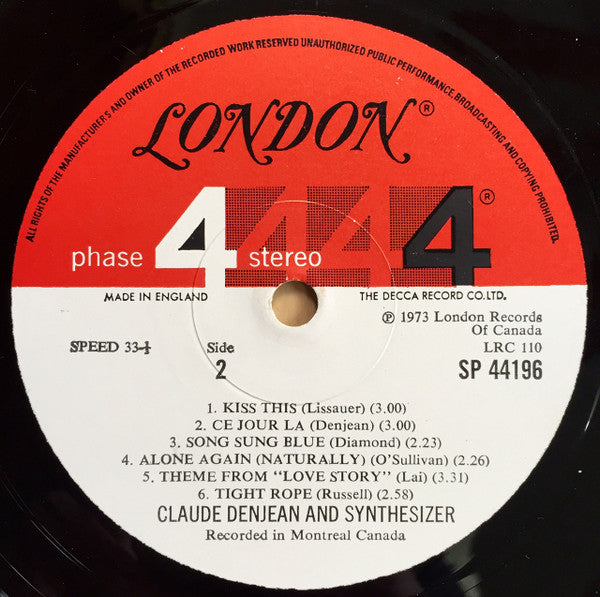 ALL RIGHTS OF THE MANUFACTURERS AND OWNER OF THE RECORDED WORK RESERVED UNAUTHORIZED PUBLIC PERFORMANCE, BROADCASTING AND COPYING PROHIBITED.
LONDON®
phase 4 stereo 4 4 4®
MADE IN ENGLAND THE DECCA RECORD CO. LTD.
℗ 1973 London Records
Of Canada
SPEED 33⅓ Side LRC 110
2 SP 44196
1. KISS THIS (Lissauer) (3.00)
2. CE JOUR LA (Denjean) (3.00)
3. SONG SUNG BLUE (Diamond) (2.23)
4. ALONE AGAIN (NATURALLY) (O'Sullivan) (2.26)
5. THEME FROM "LOVE STORY" (Lai) (3.31)
6. TIGHT ROPE (Russell) (2.58)
CLAUDE DENJEAN AND SYNTHESIZER
Recorded in Montreal Canada